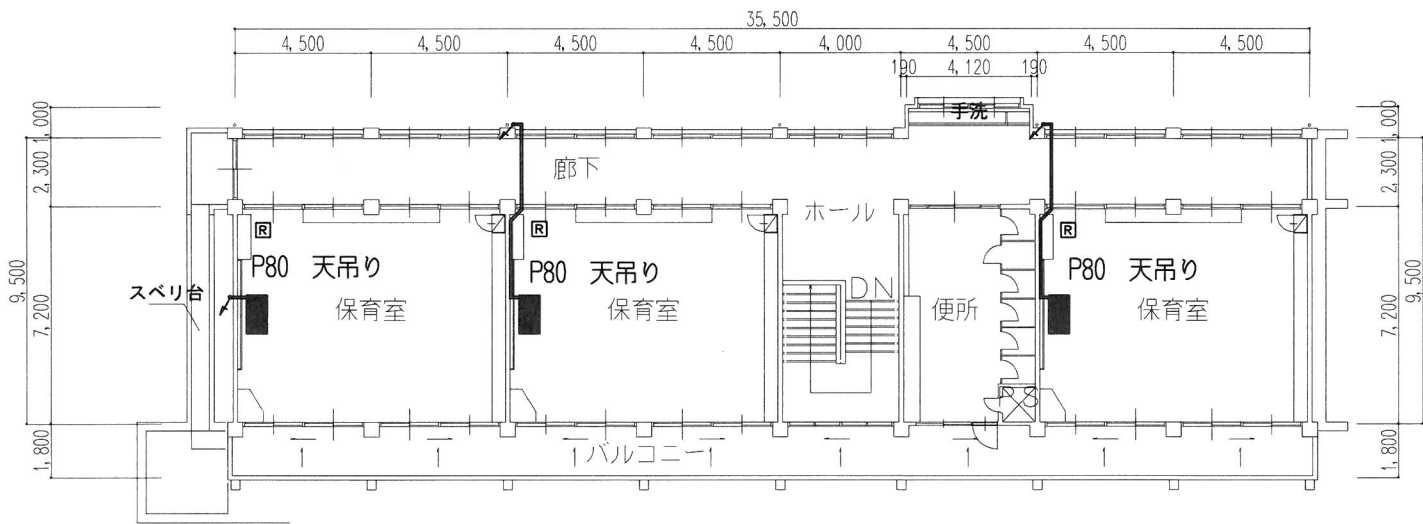 35,500
4,500 4,500 4,500 4,500 4,000 4,500 4,500 4,500
190 4,120 190
1,000 手洗 1,000
2,300 廊下 2,300
ホール
R R R
P80 天吊り P80 天吊り P80 天吊り
スベリ台 DN
9,500 7,200 保育室 保育室 便所 保育室 7,200 9,500
PS
1,800 バルコニー 1,800